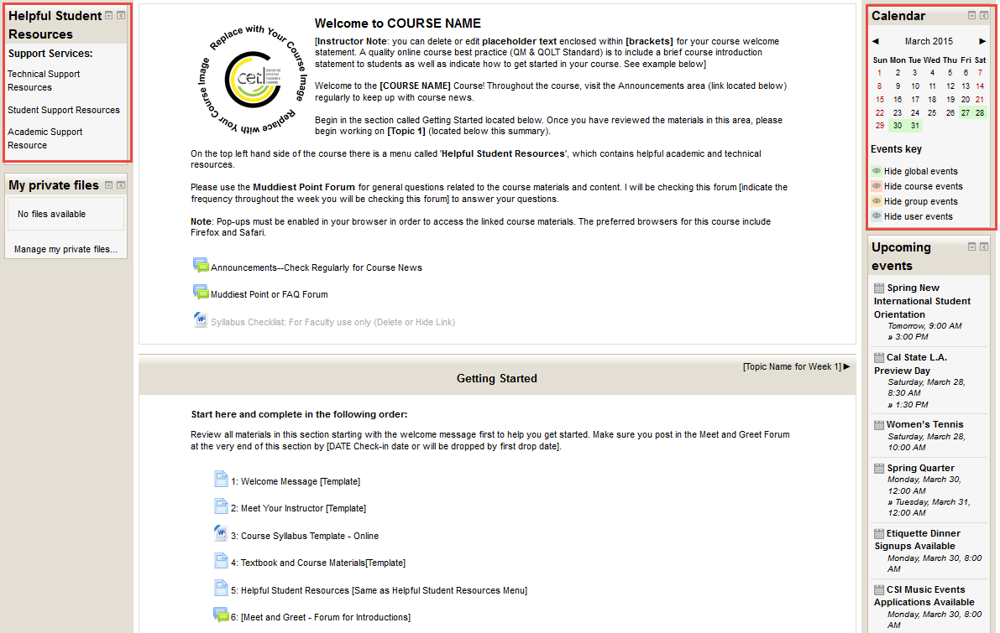 Helpful Student
Resources
Support Services:
Technical Support
Resources
Student Support Resources
Academic Support
Resource
My private files
No files available
Manage my private files...
Replace with Your Course Image
Replace with Your Course Image
cetl
CENTER FOR
EFFECTIVE
TEACHING &
LEARNING
Welcome to COURSE NAME
[Instructor Note: you can delete or edit placeholder text enclosed within [brackets] for your course welcome
statement. A quality online course best practice (QM & QOLT Standard) is to include a brief course introduction
statement to students as well as indicate how to get started in your course. See example below]
Welcome to the [COURSE NAME] Course! Throughout the course, visit the Announcements area (link located below)
regularly to keep up with course news.
Begin in the section called Getting Started located below. Once you have reviewed the materials in this area, please
begin working on [Topic 1] (located below this summary).
On the top left hand side of the course there is a menu called 'Helpful Student Resources', which contains helpful academic and technical
resources.
Please use the Muddiest Point Forum for general questions related to the course materials and content. I will be checking this forum [indicate the
frequency throughout the week you will be checking this forum] to answer your questions.
Note: Pop-ups must be enabled in your browser in order to access the linked course materials. The preferred browsers for this course include
Firefox and Safari.
Announcements--Check Regularly for Course News
Muddiest Point or FAQ Forum
Syllabus Checklist: For Faculty use only (Delete or Hide Link)
[Topic Name for Week 1] ▶
Getting Started
Start here and complete in the following order:
Review all materials in this section starting with the welcome message first to help you get started. Make sure you post in the Meet and Greet Forum
at the very end of this section by [DATE Check-in date or will be dropped by first drop date].
1: Welcome Message [Template]
2: Meet Your Instructor [Template]
3: Course Syllabus Template - Online
4: Textbook and Course Materials[Template]
5: Helpful Student Resources [Same as Helpful Student Resources Menu]
6: [Meet and Greet - Forum for Introductions]
Calendar
◀ March 2015 ▶
Sun Mon Tue Wed Thu Fri Sat
1 2 3 4 5 6 7
8 9 10 11 12 13 14
15 16 17 18 19 20 21
22 23 24 25 26 27 28
29 30 31
Events key
Hide global events
Hide course events
Hide group events
Hide user events
Upcoming
events
Spring New
International Student
Orientation
Tomorrow, 9:00 AM
» 3:00 PM
Cal State L.A.
Preview Day
Saturday, March 28,
8:30 AM
» 1:30 PM
Women's Tennis
Saturday, March 28,
10:00 AM
Spring Quarter
Monday, March 30,
12:00 AM
» Tuesday, March 31,
12:00 AM
Etiquette Dinner
Signups Available
Monday, March 30, 8:00
AM
CSI Music Events
Applications Available
Monday, March 30, 8:00
AM